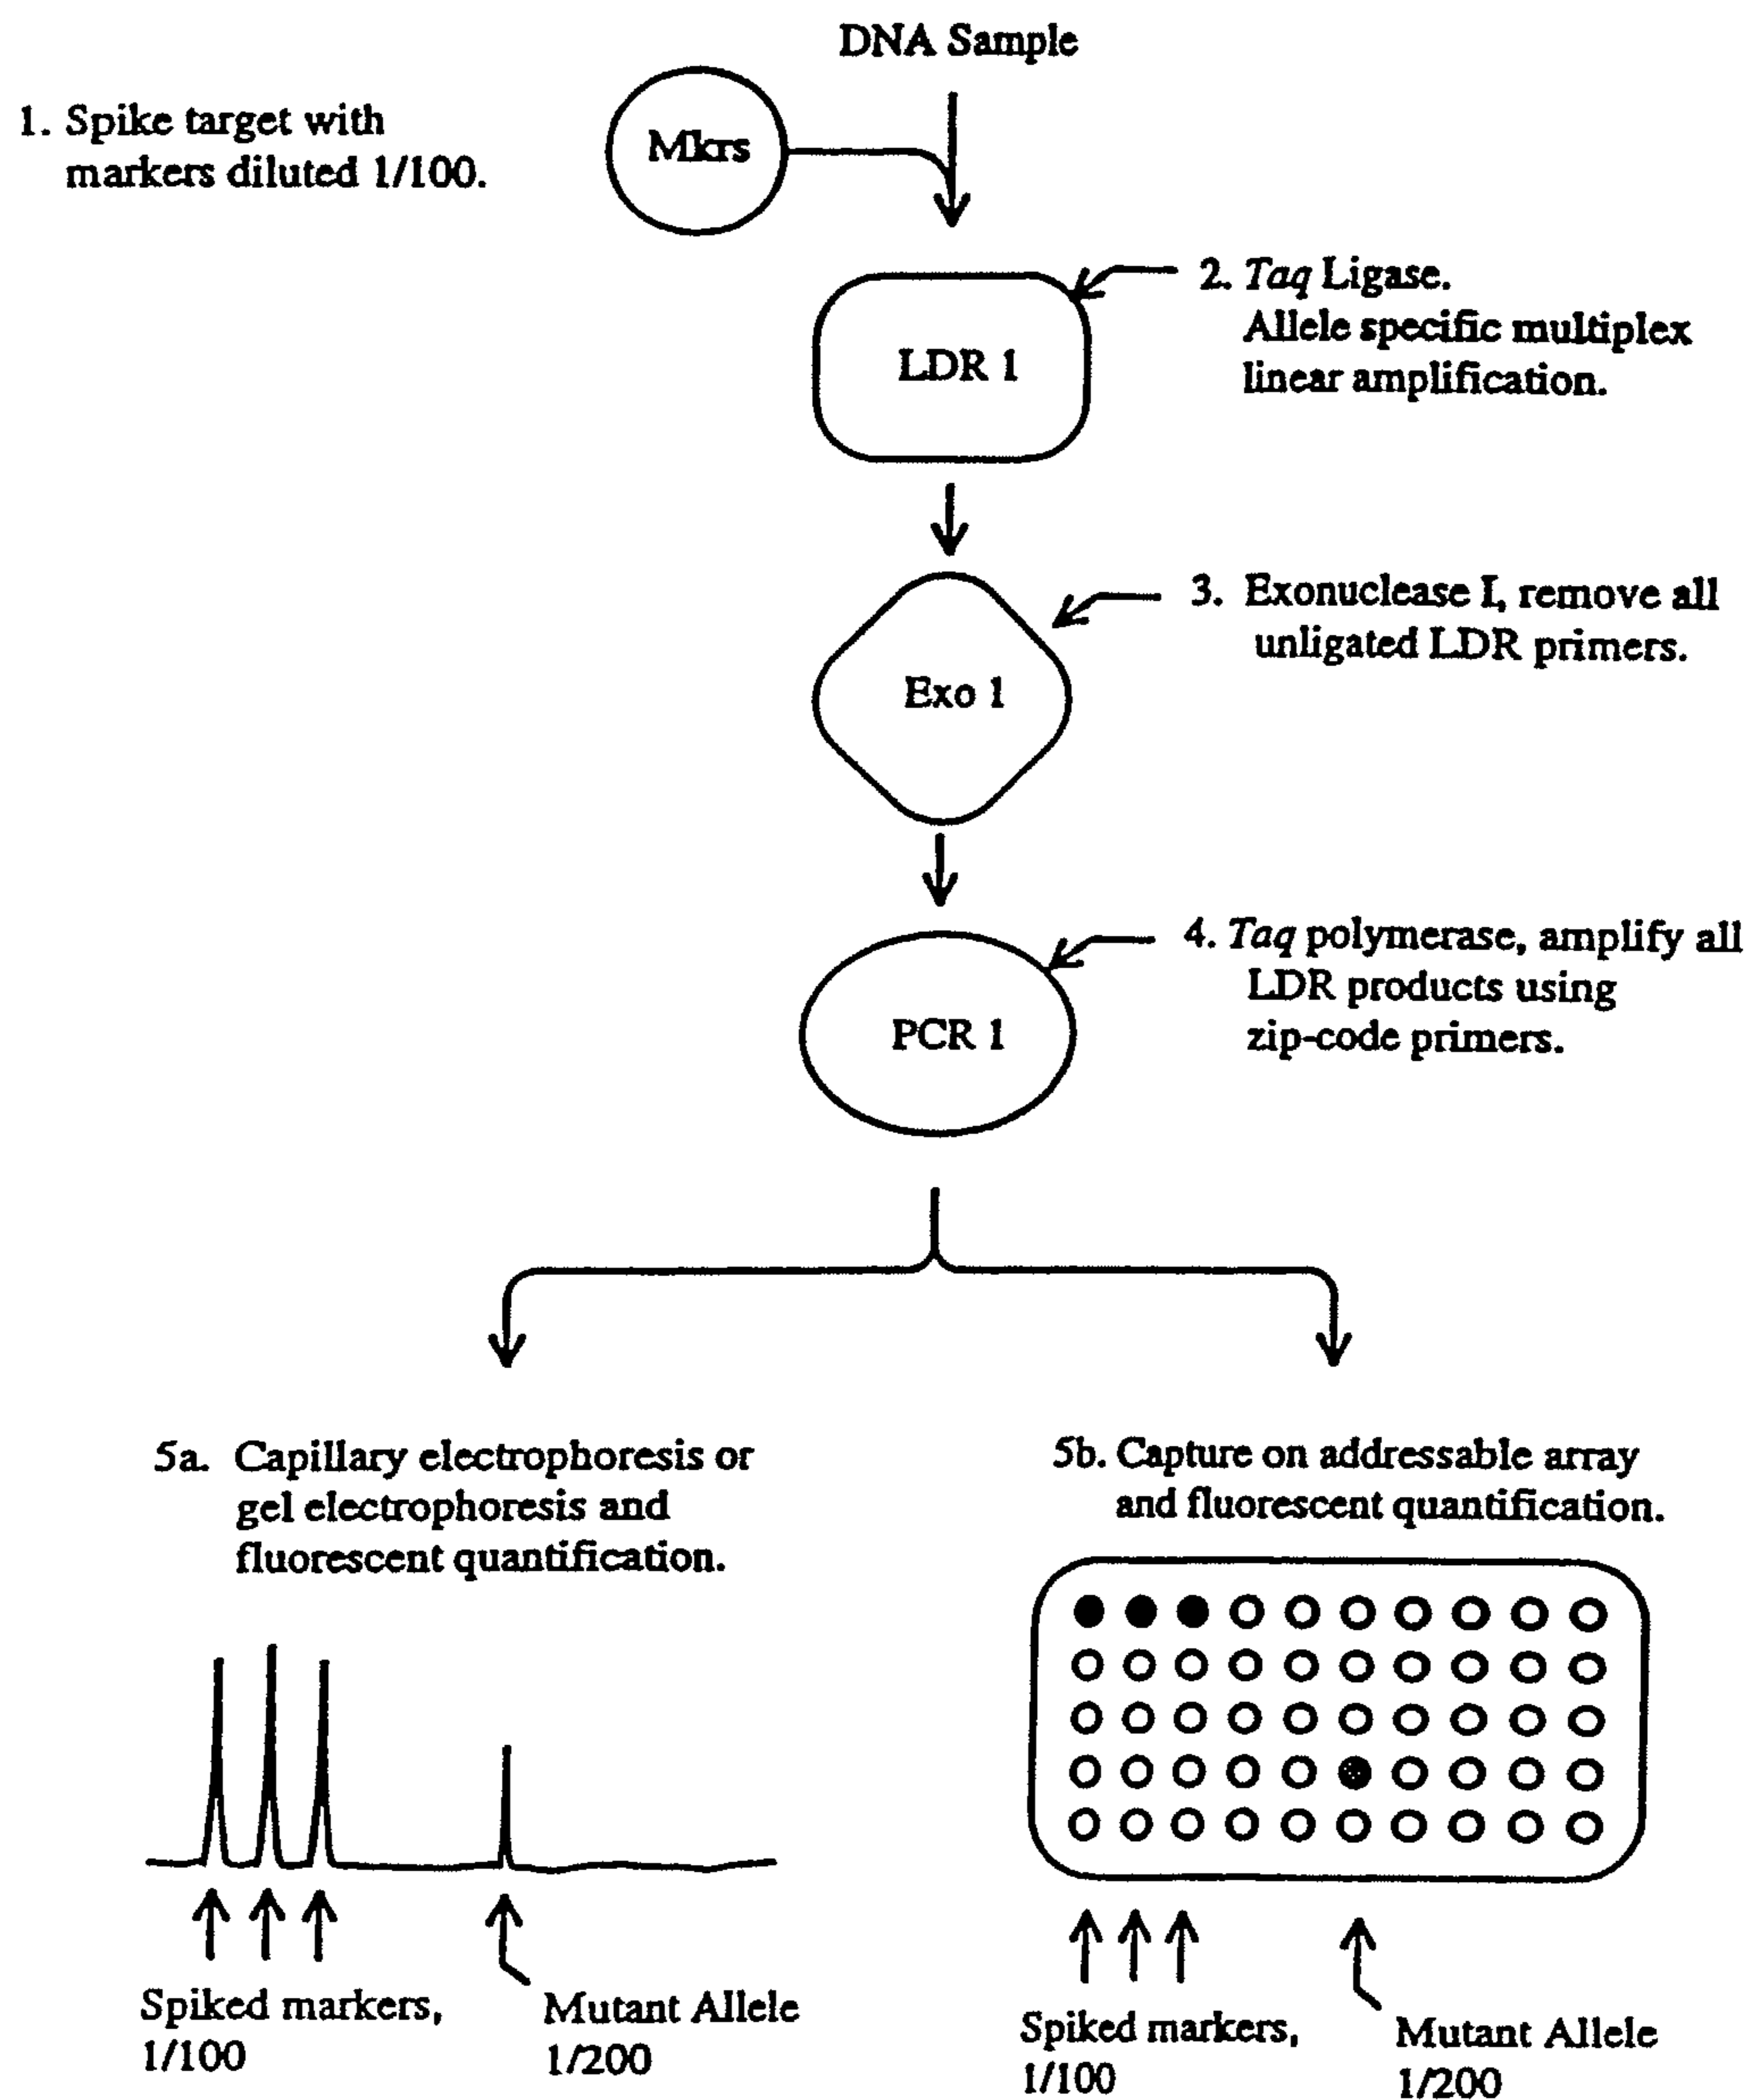 DNA Sample
1. Spike target with
markers diluted 1/100.
Mkrs
2. Taq Ligase.
Allele specific multiplex
linear amplification.
LDR 1
3. Exonuclease I, remove all
unligated LDR primers.
Exo 1
4. Taq polymerase, amplify all
LDR products using
zip-code primers.
PCR 1
5a. Capillary electrophoresis or
gel electrophoresis and
fluorescent quantification.
5b. Capture on addressable array
and fluorescent quantification.
Spiked markers,
1/100
Mutant Allele
1/200
Spiked markers,
1/100
Mutant Allele
1/200